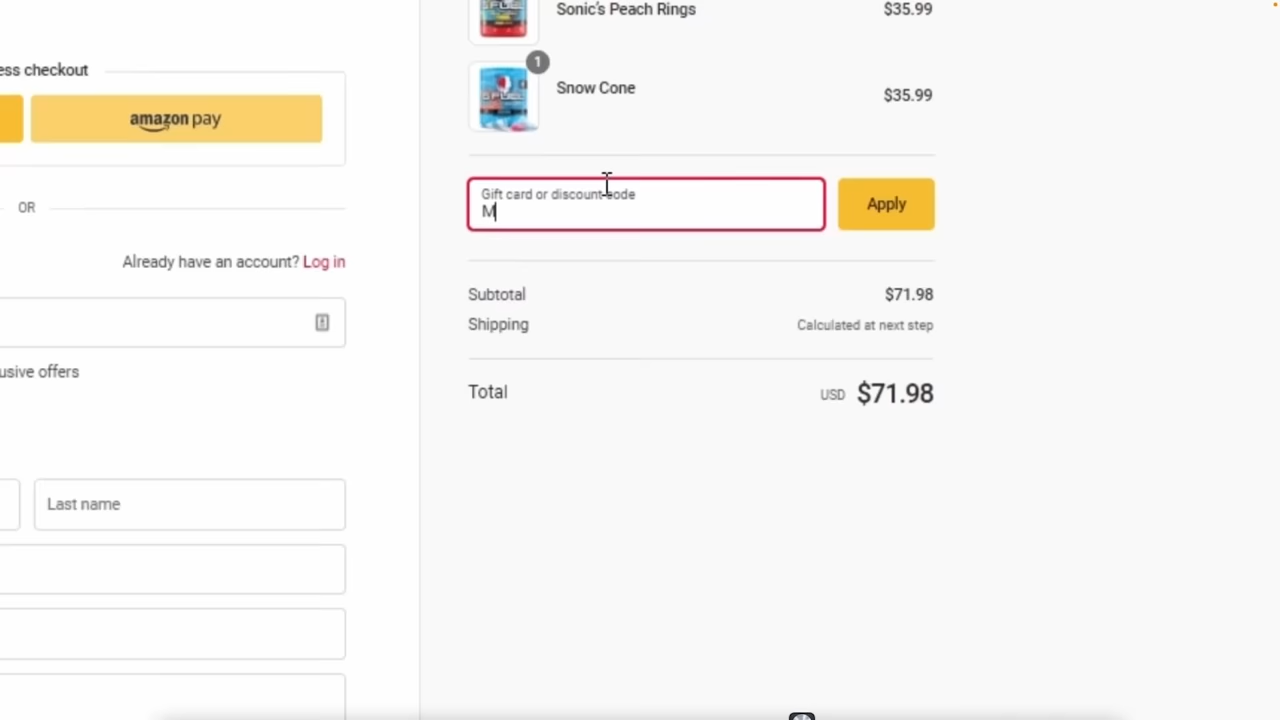 Sonic's Peach Rings $35.99
1
Snow Cone $35.99
ess checkout
amazon pay
OR
Already have an account? Log in
usive offers
Last name
Gift card or discount code
M
Apply
Subtotal $71.98
Shipping Calculated at next step
Total USD $71.98